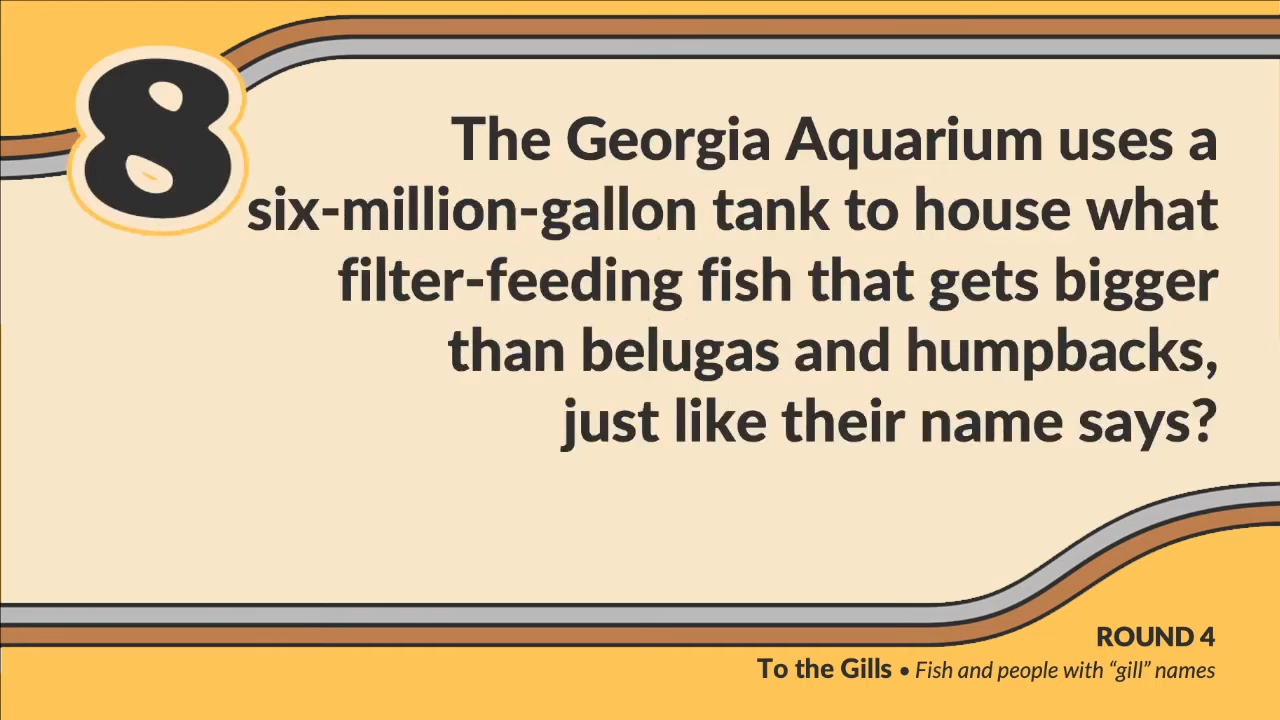 8
The Georgia Aquarium uses a
six-million-gallon tank to house what
filter-feeding fish that gets bigger
than belugas and humpbacks,
just like their name says?
ROUND 4
To the Gills • Fish and people with “gill” names